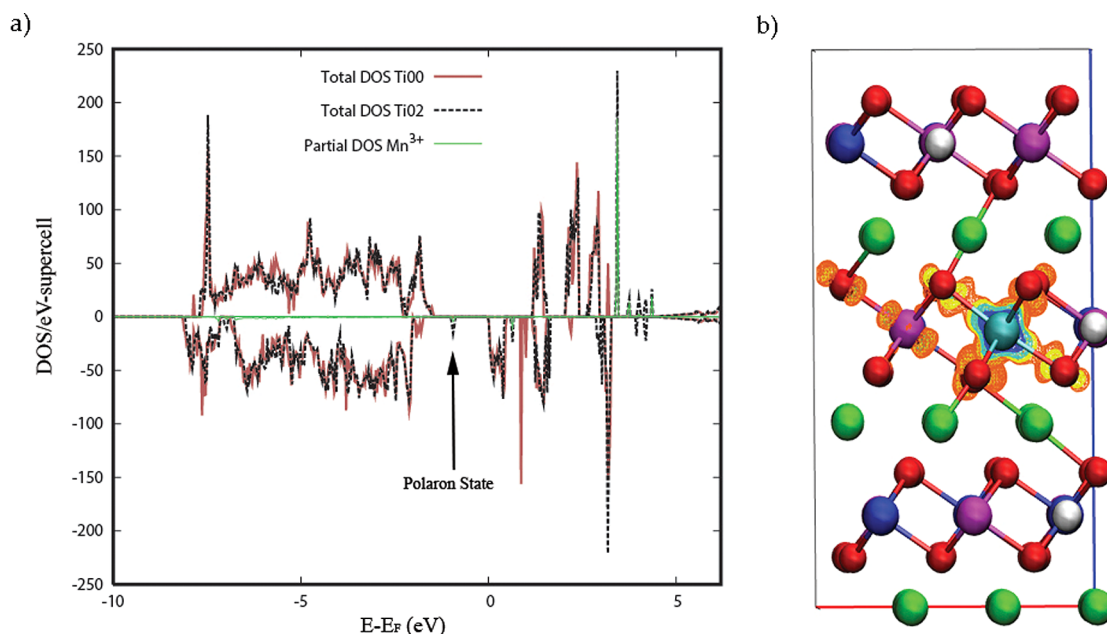 a)
b)
250
200
150
100
50
0
-50
-100
-150
-200
-250
DOS/eV-supercell
Total DOS Ti00
Total DOS Ti02
Partial DOS Mn³⁺
Polaron State
-10
-5
0
5
E-E_F (eV)